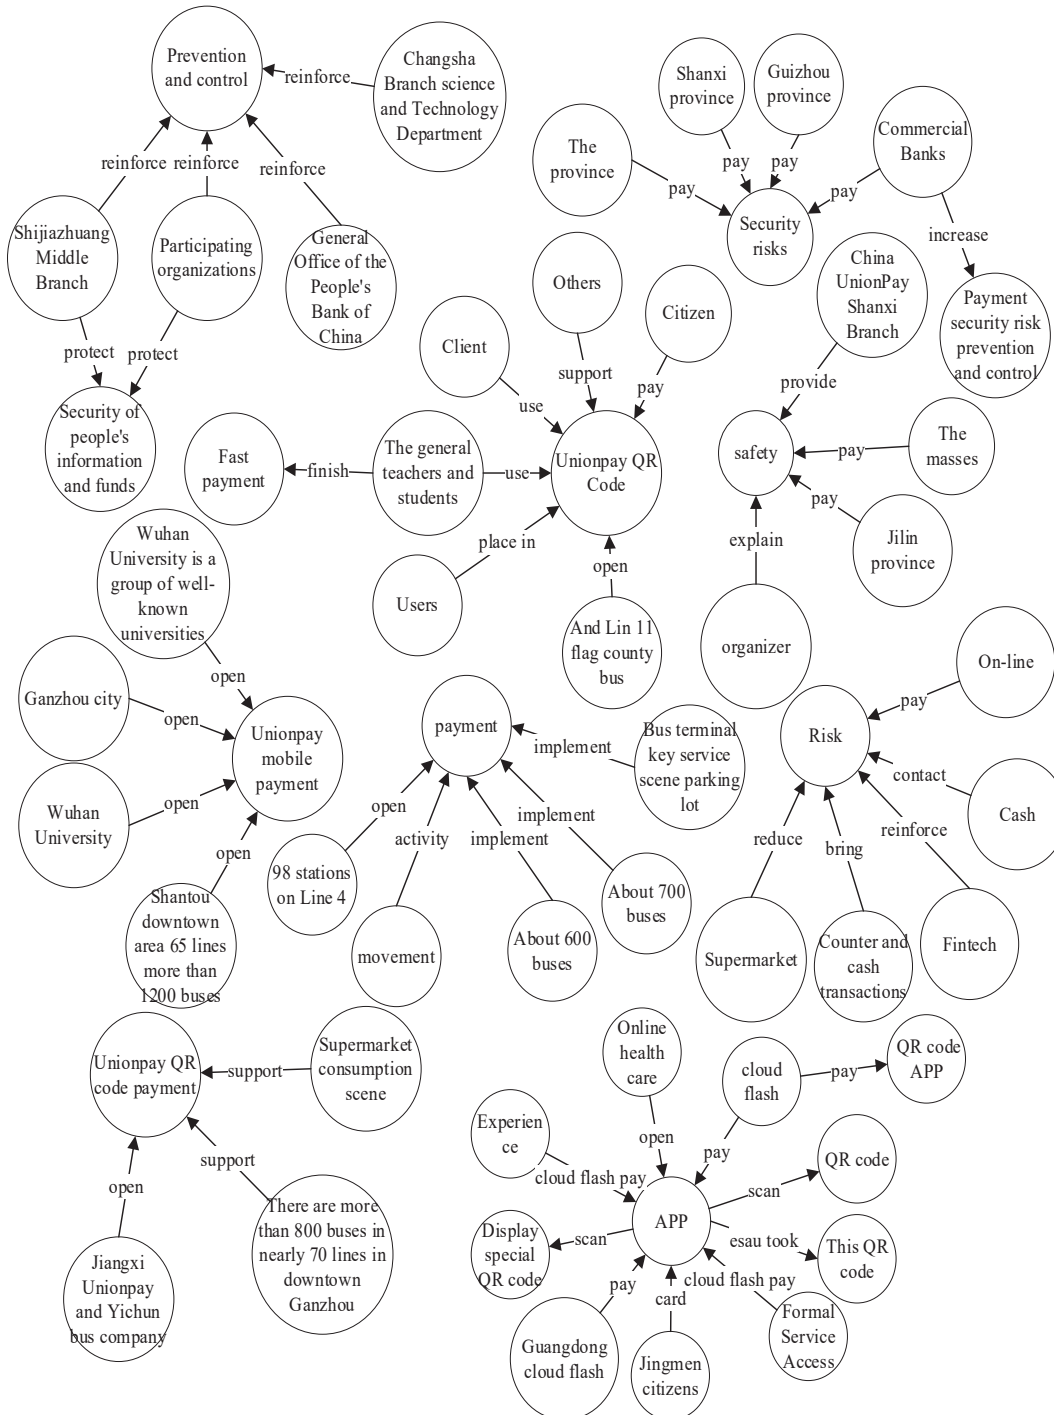 Prevention
and control
reinforce
Changsha
Branch science
and Technology
Department
reinforce
reinforce
reinforce
Shijiazhuang
Middle
Branch
Participating
organizations
General
Office of the
People's
Bank of
China
protect
protect
Security of
people's
information
and funds
Shanxi
province
Guizhou
province
The
province
Commercial
Banks
pay
pay
pay
pay
Security
risks
increase
Payment
security risk
prevention
and control
China
UnionPay
Shanxi
Branch
provide
safety
pay
The
masses
pay
Jilin
province
explain
organizer
Others
Citizen
Client
support
pay
use
Fast
payment
finish
The general
teachers and
students
use
Unionpay QR
Code
place in
Users
open
And Lin 11
flag county
bus
Wuhan
University is a
group of well-
known
universities
open
Ganzhou city
open
Unionpay
mobile
payment
Wuhan
University
open
open
Shantou
downtown
area 65 lines
more than
1200 buses
payment
implement
Bus terminal
key service
scene parking
lot
open
activity
implement
implement
98 stations
on Line 4
movement
About 600
buses
About 700
buses
On-line
pay
Risk
contact
Cash
reduce
bring
reinforce
Supermarket
Counter and
cash
transactions
Fintech
Unionpay QR
code payment
support
Supermarket
consumption
scene
open
support
Jiangxi
Unionpay
and Yichun
bus company
There are more
than 800 buses in
nearly 70 lines in
downtown
Ganzhou
Online
health
care
cloud
flash
pay
QR code
APP
Experien
ce
open
pay
cloud flash pay
APP
scan
QR code
Display
special
QR code
scan
esau took
This QR
code
pay
card
cloud flash pay
Guangdong
cloud flash
Jingmen
citizens
Formal
Service
Access